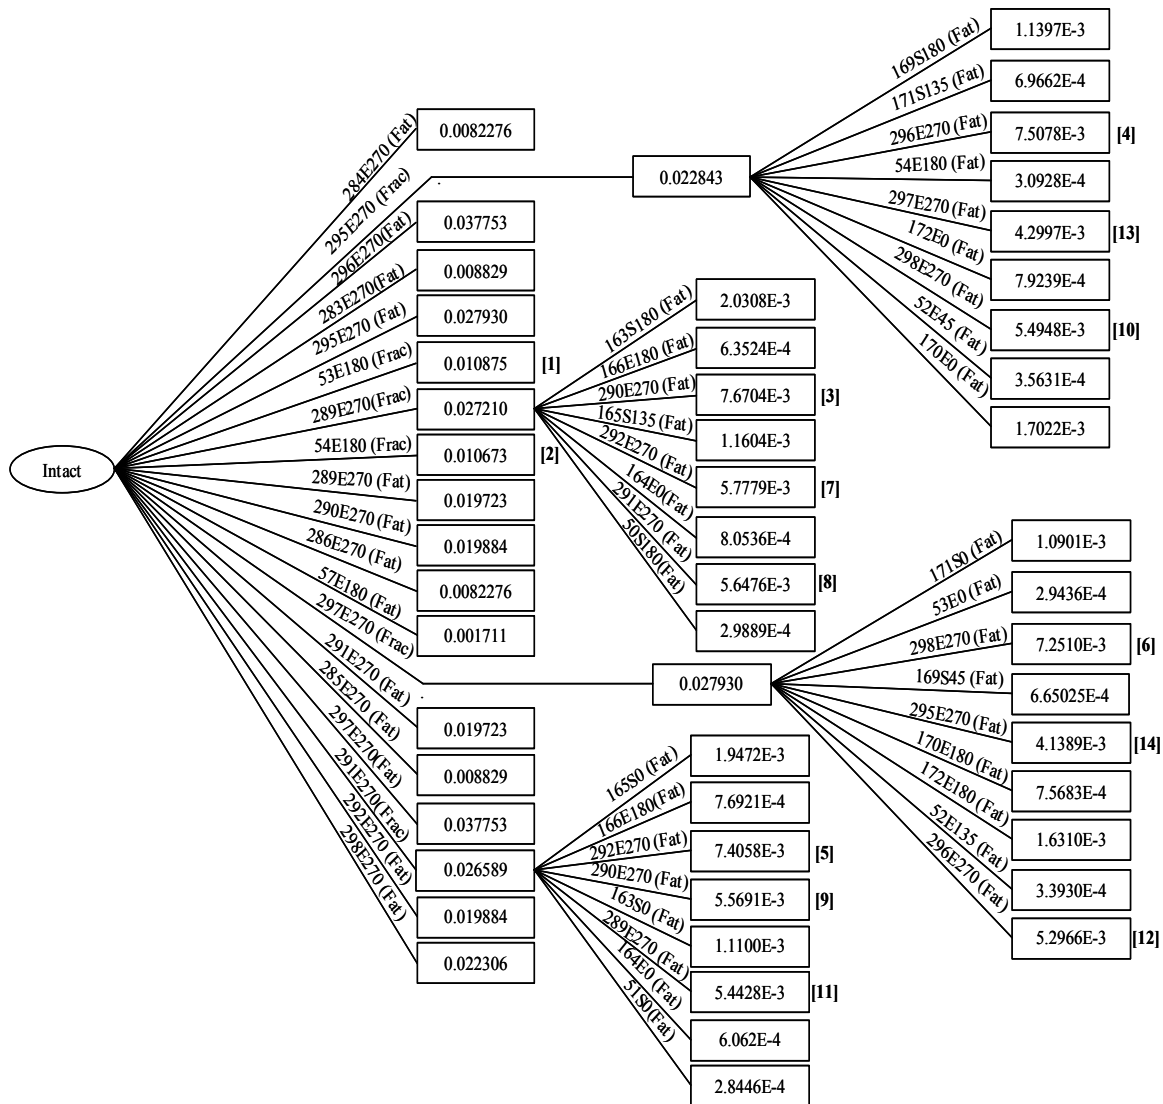 Intact
284E270 (Fat)
0.0082276
295E270 (Frac)
0.022843
169S180 (Fat)
1.1397E-3
171S135 (Fat)
6.9662E-4
296E270 (Fat)
7.5078E-3 [4]
54E180 (Fat)
3.0928E-4
297E270 (Fat)
4.2997E-3 [13]
172E0 (Fat)
7.9239E-4
298E270 (Fat)
5.4948E-3 [10]
52E45 (Fat)
3.5631E-4
170E0 (Fat)
1.7022E-3
296E270(Fat)
0.037753
283E270(Fat)
0.008829
295E270 (Fat)
0.027930
53E180 (Frac)
0.010875 [1]
289E270(Frac)
0.027210
163S180 (Fat)
2.0308E-3
166E180 (Fat)
6.3524E-4
290E270 (Fat)
7.6704E-3 [3]
165S135 (Fat)
1.1604E-3
292E270 (Fat)
5.7779E-3 [7]
164E0(Fat)
8.0536E-4
291E270 (Fat)
5.6476E-3 [8]
50S180(Fat)
2.9889E-4
54E180 (Frac)
0.010673 [2]
289E270 (Fat)
0.019723
290E270 (Fat)
0.019884
286E270 (Fat)
0.0082276
57E180 (Fat)
0.001711
297E270 (Frac)
0.027930
171S0 (Fat)
1.0901E-3
53E0 (Fat)
2.9436E-4
298E270 (Fat)
7.2510E-3 [6]
169S45 (Fat)
6.65025E-4
295E270 (Fat)
4.1389E-3 [14]
170E180 (Fat)
7.5683E-4
172E180 (Fat)
1.6310E-3
52E135 (Fat)
3.3930E-4
296E270 (Fat)
5.2966E-3 [12]
291E270 (Fat)
0.019723
285E270 (Fat)
0.008829
297E270(Fat)
0.037753
291E270(Frac)
0.026589
165S0 (Fat)
1.9472E-3
166E180(Fat)
7.6921E-4
292E270 (Fat)
7.4058E-3 [5]
290E270 (Fat)
5.5691E-3 [9]
163S0 (Fat)
1.1100E-3
289E270 (Fat)
5.4428E-3 [11]
164E0 (Fat)
6.062E-4
51S0(Fat)
2.8446E-4
292E270 (Fat)
0.019884
298E270 (Fat)
0.022306